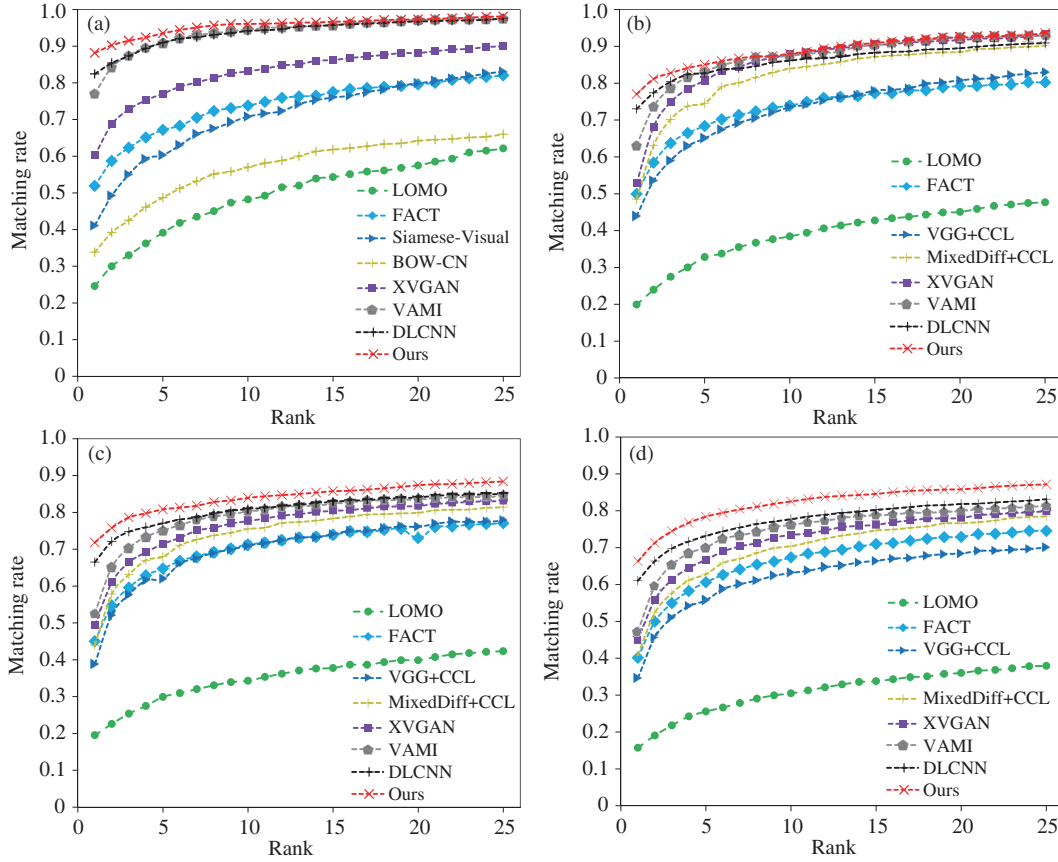 (a)
Matching rate
1.0
0.9
0.8
0.7
0.6
0.5
0.4
0.3
0.2
0.1
0
LOMO
FACT
Siamese-Visual
BOW-CN
XVGAN
VAMI
DLCNN
Ours
0 5 10 15 20 25
Rank
(b)
Matching rate
1.0
0.9
0.8
0.7
0.6
0.5
0.4
0.3
0.2
0.1
0
LOMO
FACT
VGG+CCL
MixedDiff+CCL
XVGAN
VAMI
DLCNN
Ours
0 5 10 15 20 25
Rank
(c)
Matching rate
1.0
0.9
0.8
0.7
0.6
0.5
0.4
0.3
0.2
0.1
0
LOMO
FACT
VGG+CCL
MixedDiff+CCL
XVGAN
VAMI
DLCNN
Ours
0 5 10 15 20 25
Rank
(d)
Matching rate
1.0
0.9
0.8
0.7
0.6
0.5
0.4
0.3
0.2
0.1
0
LOMO
FACT
VGG+CCL
MixedDiff+CCL
XVGAN
VAMI
DLCNN
Ours
0 5 10 15 20 25
Rank